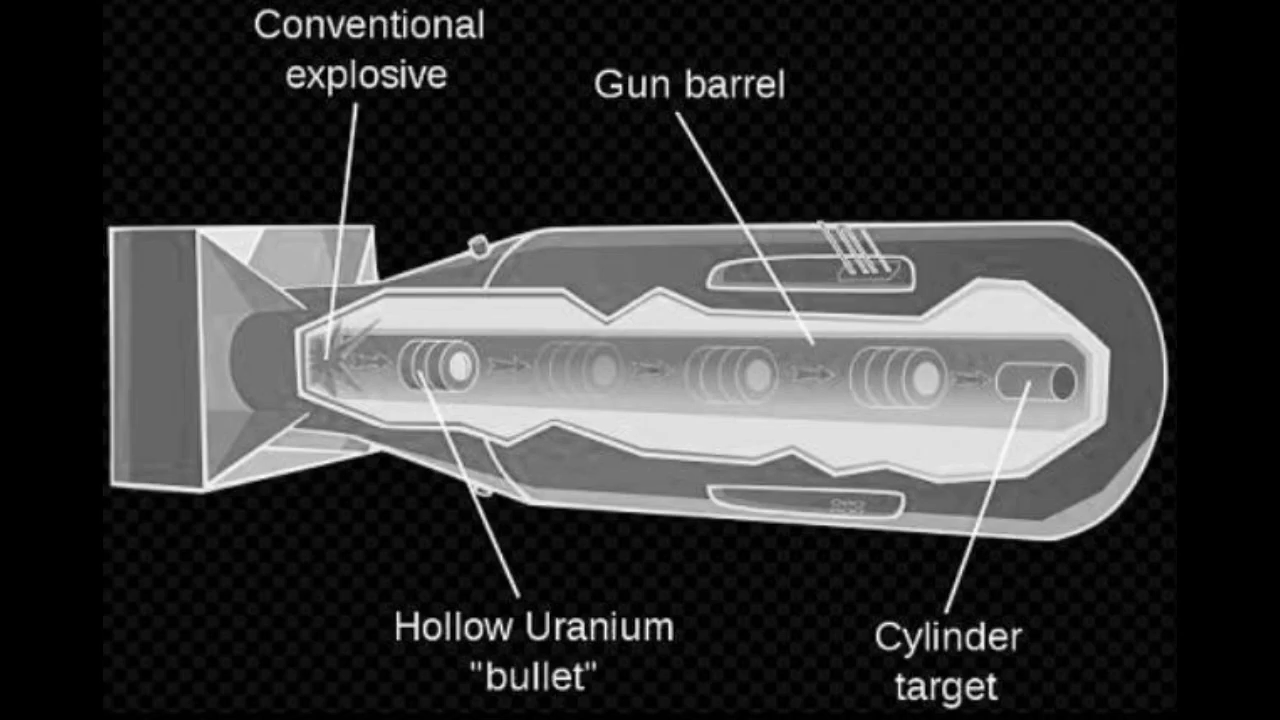 Conventional
explosive
Gun barrel
Hollow Uranium
"bullet"
Cylinder
target